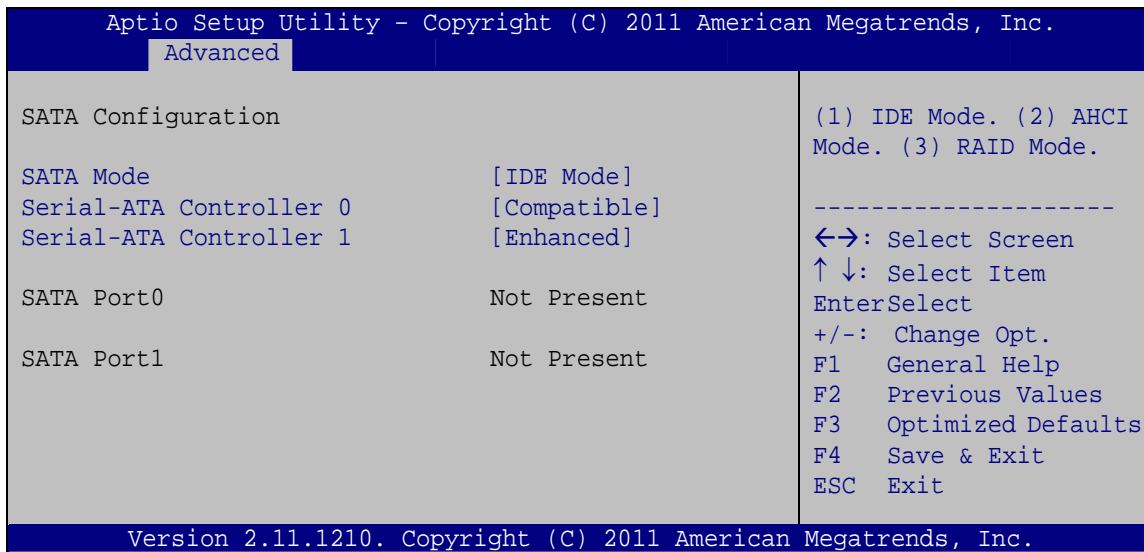 Aptio Setup Utility – Copyright (C) 2011 American Megatrends, Inc.
Advanced
SATA Configuration
SATA Mode [IDE Mode]
Serial-ATA Controller 0 [Compatible]
Serial-ATA Controller 1 [Enhanced]
SATA Port0 Not Present
SATA Port1 Not Present
(1) IDE Mode. (2) AHCI
Mode. (3) RAID Mode.
---------------------
←→: Select Screen
↑ ↓: Select Item
EnterSelect
+/-: Change Opt.
F1 General Help
F2 Previous Values
F3 Optimized Defaults
F4 Save & Exit
ESC Exit
Version 2.11.1210. Copyright (C) 2011 American Megatrends, Inc.